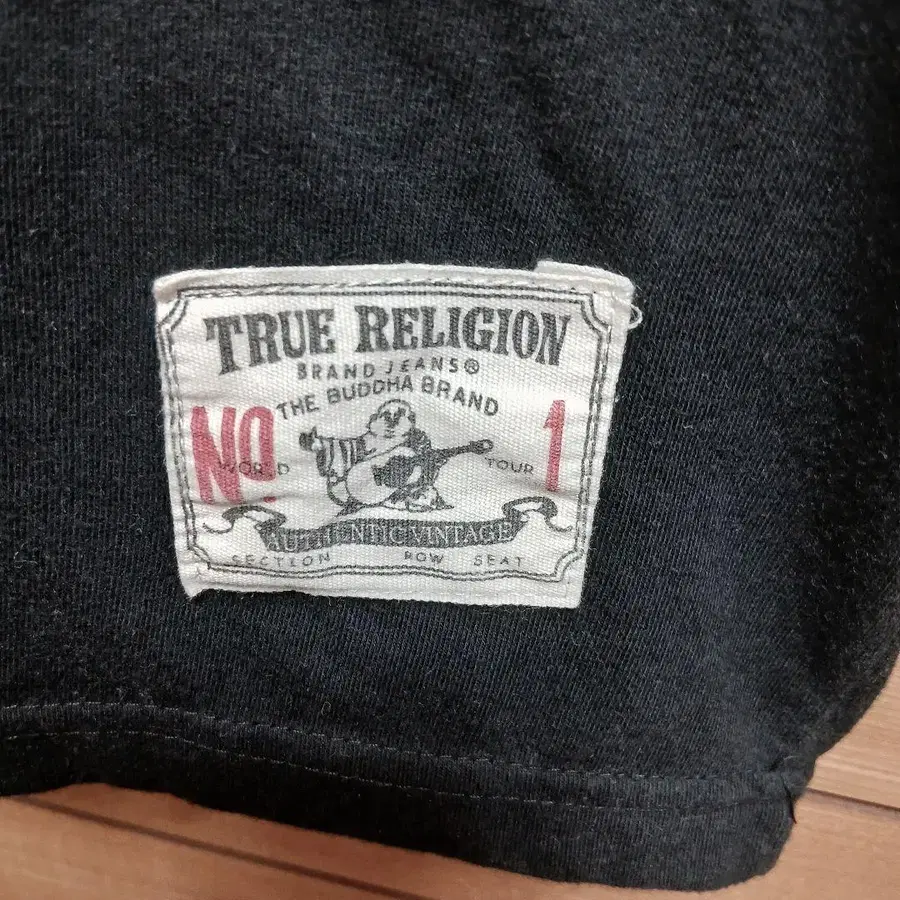 TRUE RELIGION
BRAND JEANS®
THE BUDDHA BRAND
No. 1
WORLD TOUR
AUTHENTIC VINTAGE
SECTION ROW SEAT